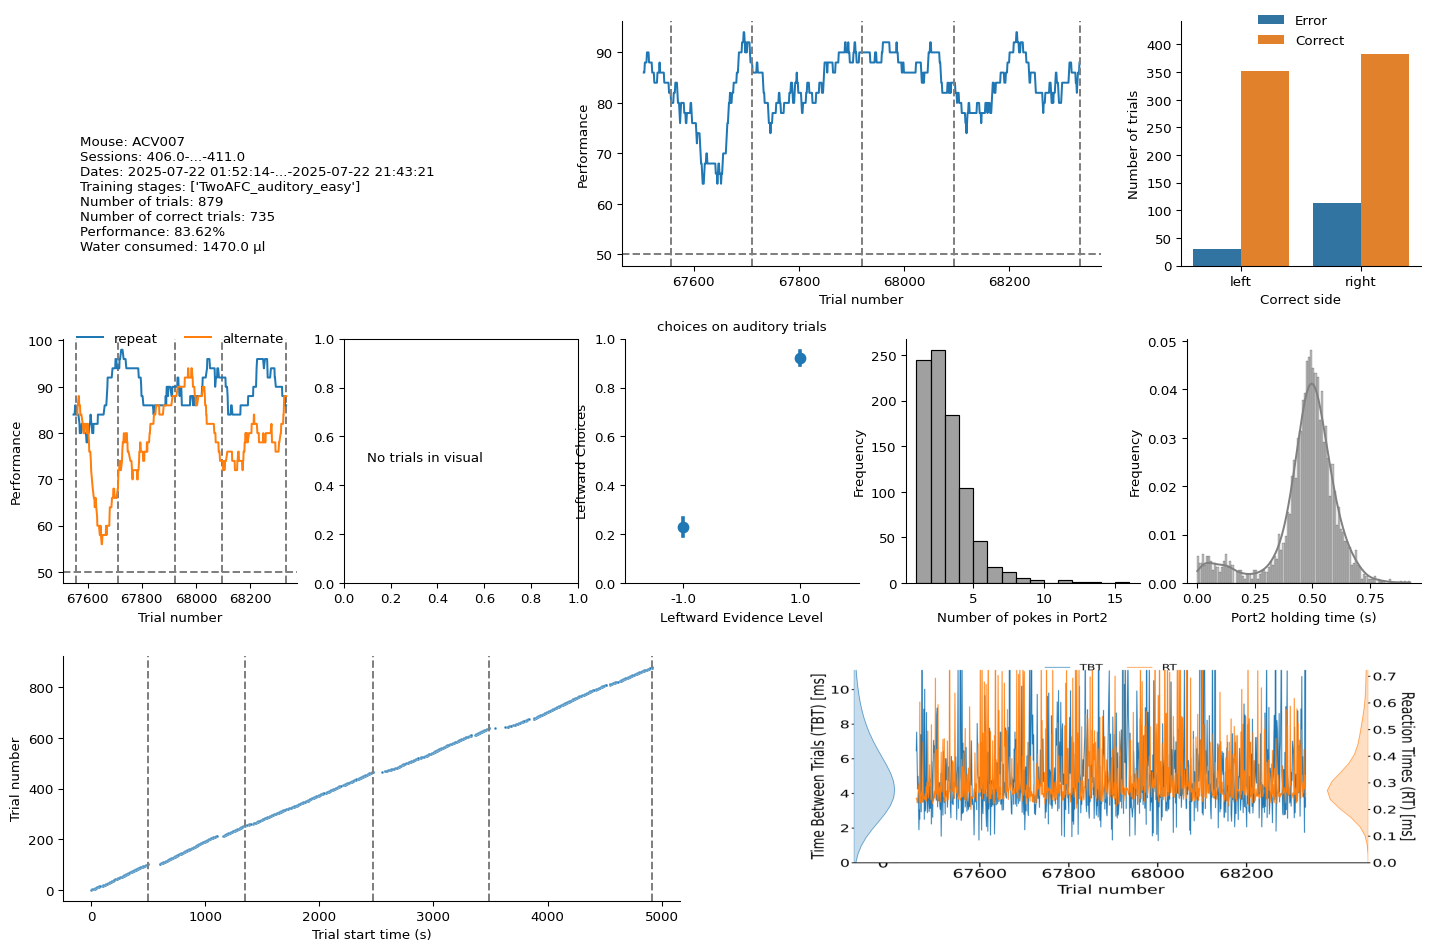 Mouse: ACV007
Sessions: 406.0-...-411.0
Dates: 2025-07-22 01:52:14-...-2025-07-22 21:43:21
Training stages: ['TwoAFC_auditory_easy']
Number of trials: 879
Number of correct trials: 735
Performance: 83.62%
Water consumed: 1470.0 µl
Performance
90
80
70
60
50
67600 67800 68000 68200
Trial number
Error
Correct
Number of trials
400
350
300
250
200
150
100
50
0
left right
Correct side
repeat alternate
Performance
100
90
80
70
60
50
67600 67800 68000 68200
Trial number
1.0
0.8
0.6
0.4
0.2
0.0
No trials in visual
0.0 0.2 0.4 0.6 0.8 1.0
choices on auditory trials
Leftward Choices
1.0
0.8
0.6
0.4
0.2
0.0
-1.0 1.0
Leftward Evidence Level
Frequency
250
200
150
100
50
0
5 10 15
Number of pokes in Port2
Frequency
0.05
0.04
0.03
0.02
0.01
0.00
0.00 0.25 0.50 0.75
Port2 holding time (s)
Trial number
800
600
400
200
0
0 1000 2000 3000 4000 5000
Trial start time (s)
TBT RT
Time Between Trials (TBT) [ms]
10
8
6
4
2
0
0.7
0.6
0.5
0.4
0.3
0.2
0.1
0.0
Reaction Times (RT) [ms]
0
67600 67800 68000 68200
Trial number